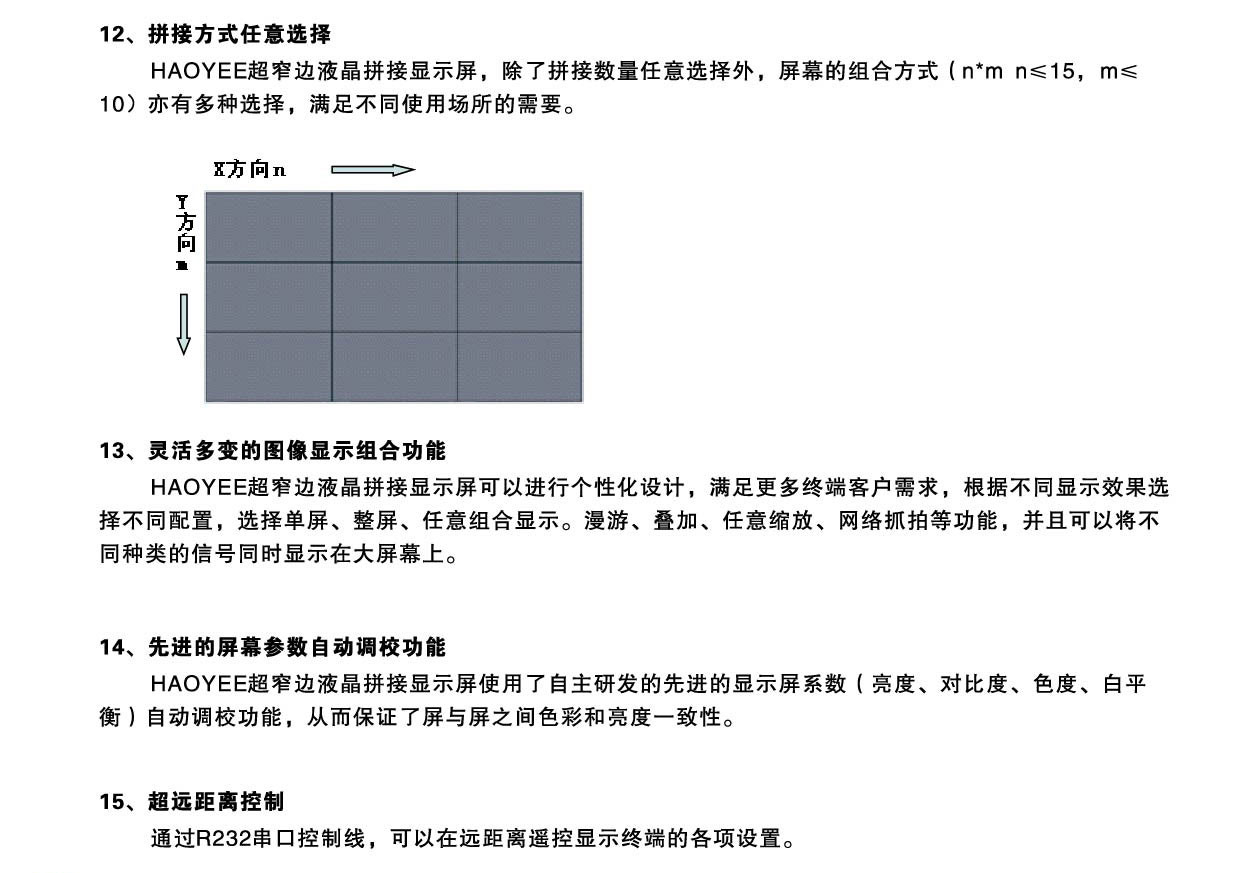 12、拼接方式任意选择
HAOYEE超窄边液晶拼接显示屏，除了拼接数量任意选择外，屏幕的组合方式（n*m n≤15，m≤
10）亦有多种选择，满足不同使用场所的需要。
X方向n
Y方向m
13、灵活多变的图像显示组合功能
HAOYEE超窄边液晶拼接显示屏可以进行个性化设计，满足更多终端客户需求，根据不同显示效果选
择不同配置，选择单屏、整屏、任意组合显示。漫游、叠加、任意缩放、网络抓拍等功能，并且可以将不
同种类的信号同时显示在大屏幕上。
14、先进的屏幕参数自动调校功能
HAOYEE超窄边液晶拼接显示屏使用了自主研发的先进的显示屏系数（亮度、对比度、色度、白平
衡）自动调校功能，从而保证了屏与屏之间色彩和亮度一致性。
15、超远距离控制
通过R232串口控制线，可以在远距离遥控显示终端的各项设置。